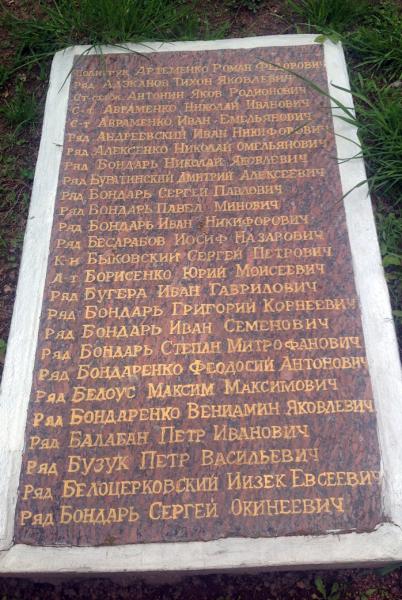 Политрук Артеменко Роман Федорович
Ряд Алэканов Тихон Яковлевич
Ст-сержк Антонин Яков Родионович
С-т Авраменко Николай Иванович
С-т Авраменко Иван Емельянович
Ряд Андреевский Иван Никифорович
Ряд Алексенко Николай Омельянович
Ряд Бондарь Николай Яковлевич
Ряд Буратинский Дмитрий Алексеевич
Ряд Бондарь Сергей Павлович
Ряд Бондарь Павел Минович
Ряд Бондарь Иван Никифорович
Ряд Бесарабов Иосиф Назарович
К-н Быковский Сергей Петрович
Л-т Борисенко Юрий Моисеевич
Ряд Бугера Иван Гаврилович
Ряд Бондарь Григорий Корнеевич
Ряд Бондарь Иван Семенович
Ряд Бондарь Степан Митрофанович
Ряд Бондаренко Феодосий Антонович
Ряд Белоус Максим Максимович
Ряд Бондаренко Вениамин Яковлевич
Ряд Балабан Петр Иванович
Ряд Бузук Петр Васильевич
Ряд Белоцерковский Иизек Евсеевич
Ряд Бондарь Сергей Окинеевич